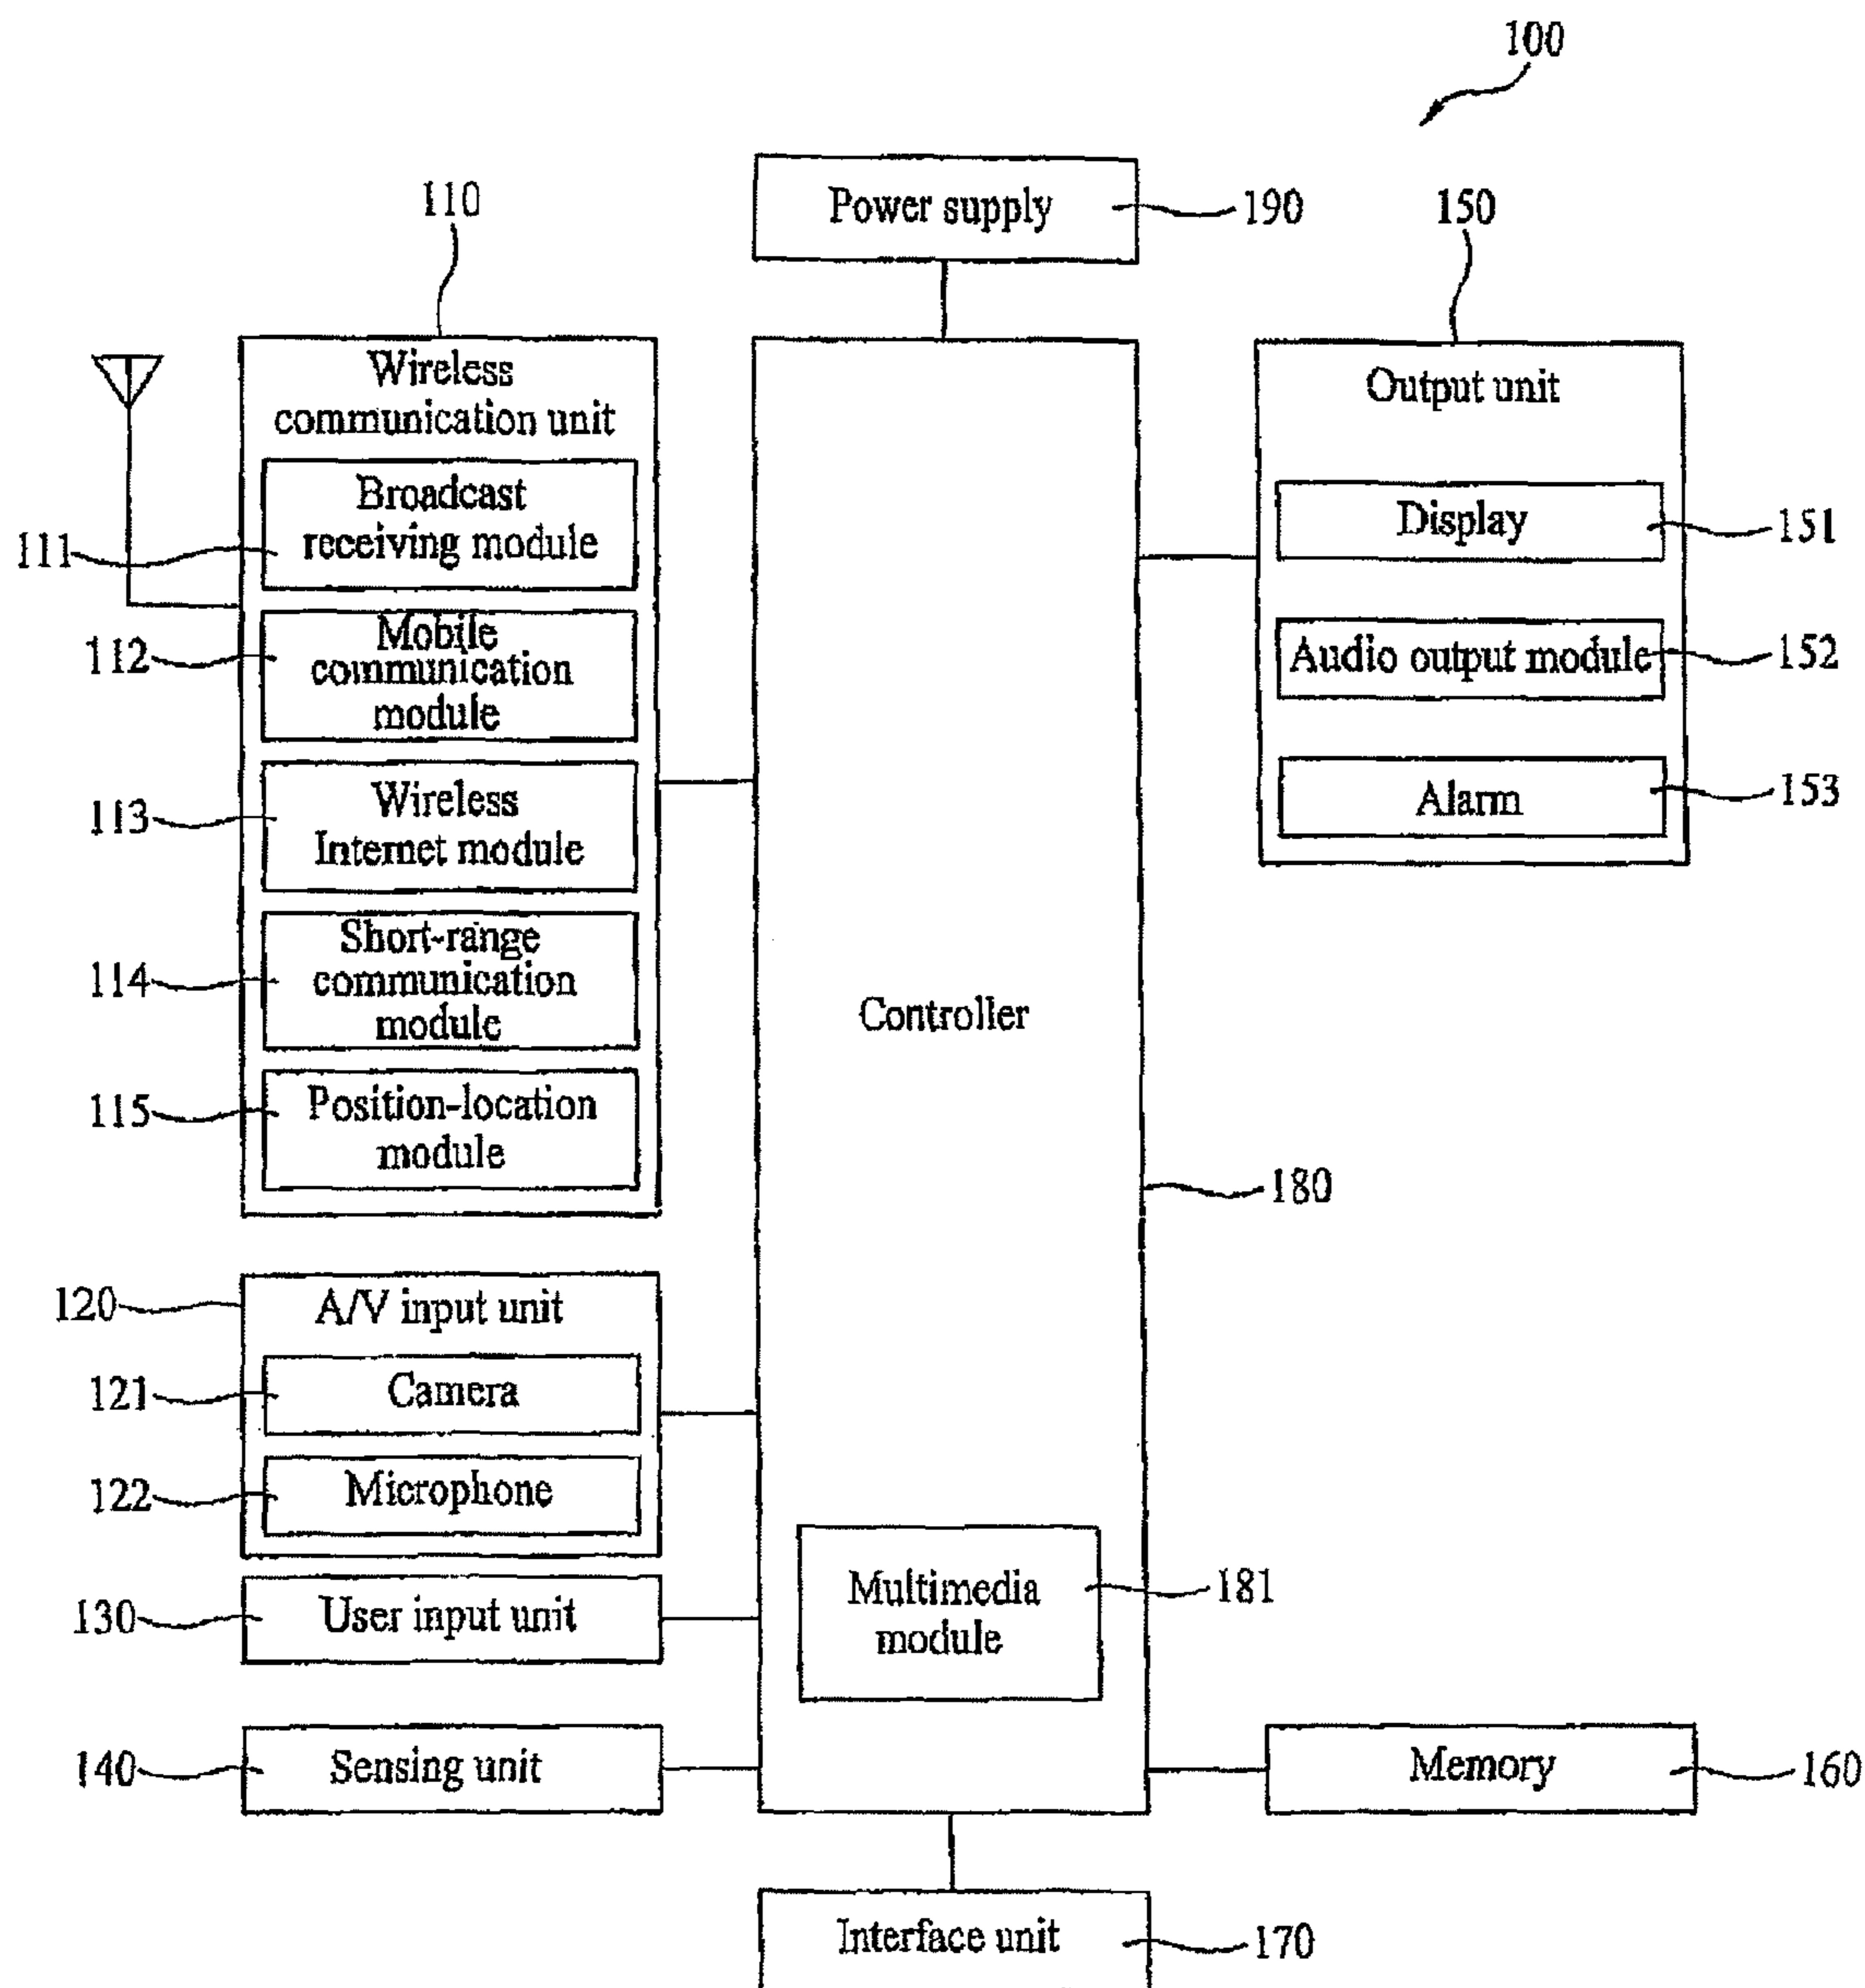 100
110
Power supply
190
150
Wireless
communication unit
Output unit
Broadcast
receiving module
111
Display
151
Mobile
communication
module
112
Audio output module
152
Wireless
Internet module
113
Alarm
153
Short-range
communication
module
114
Controller
Position-location
module
115
180
120
A/V input unit
121
Camera
122
Microphone
Multimedia
module
181
130
User input unit
140
Sensing unit
Memory
160
Interface unit
170